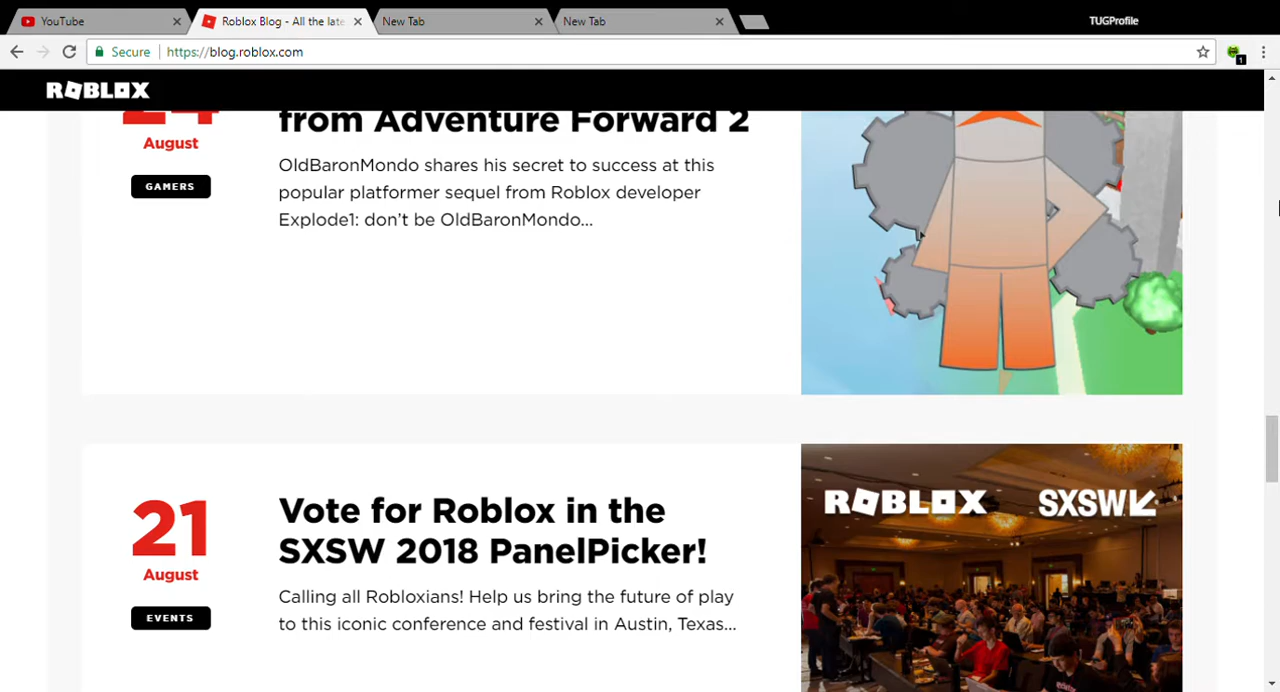 YouTube
Roblox Blog - All the late
New Tab
New Tab
TUGProfile
Secure
https://blog.roblox.com
1
ROBLOX
24
August
GAMERS
from Adventure Forward 2
OldBaronMondo shares his secret to success at this
popular platformer sequel from Roblox developer
Explode1: don’t be OldBaronMondo...
21
August
EVENTS
Vote for Roblox in the
SXSW 2018 PanelPicker!
Calling all Robloxians! Help us bring the future of play
to this iconic conference and festival in Austin, Texas...
ROBLOX
SXSW